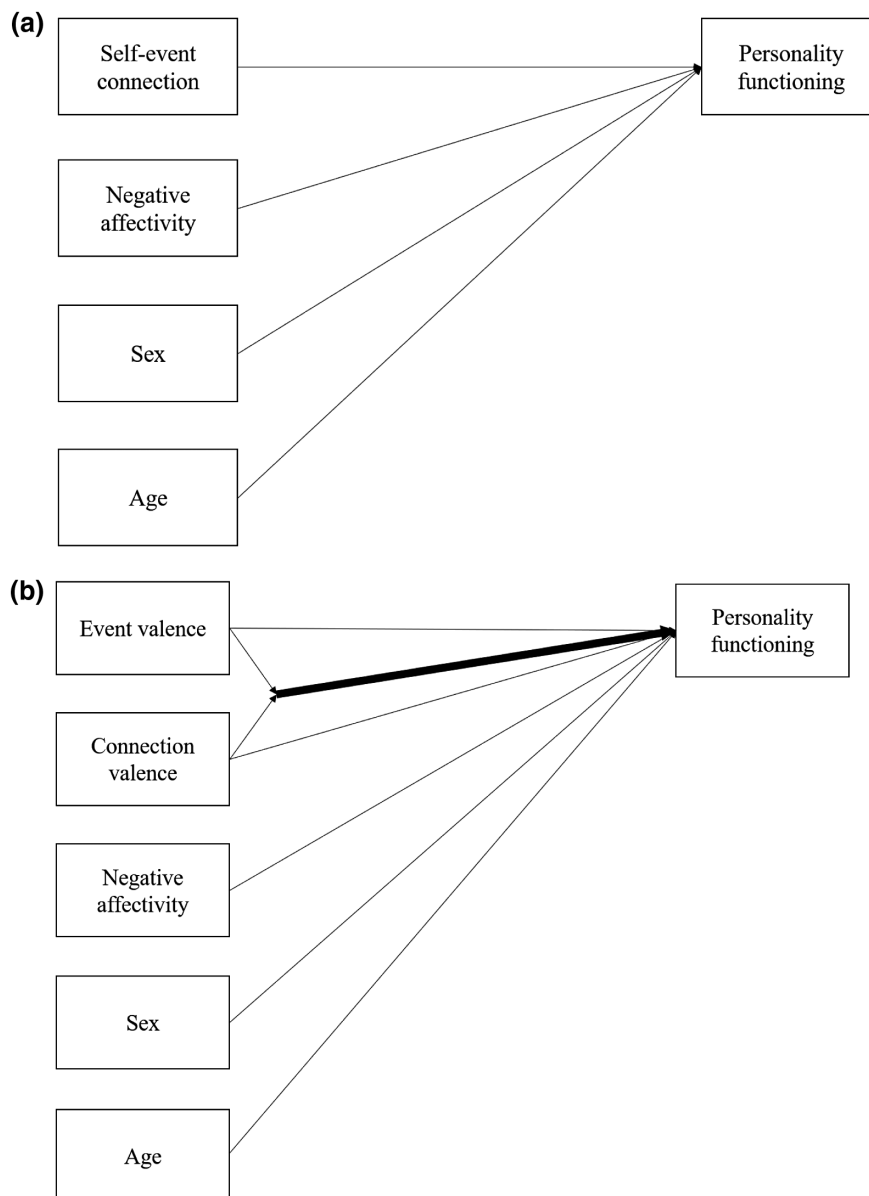 (a)
Self-event
connection
Personality
functioning
Negative
affectivity
Sex
Age
(b)
Event valence
Personality
functioning
Connection
valence
Negative
affectivity
Sex
Age